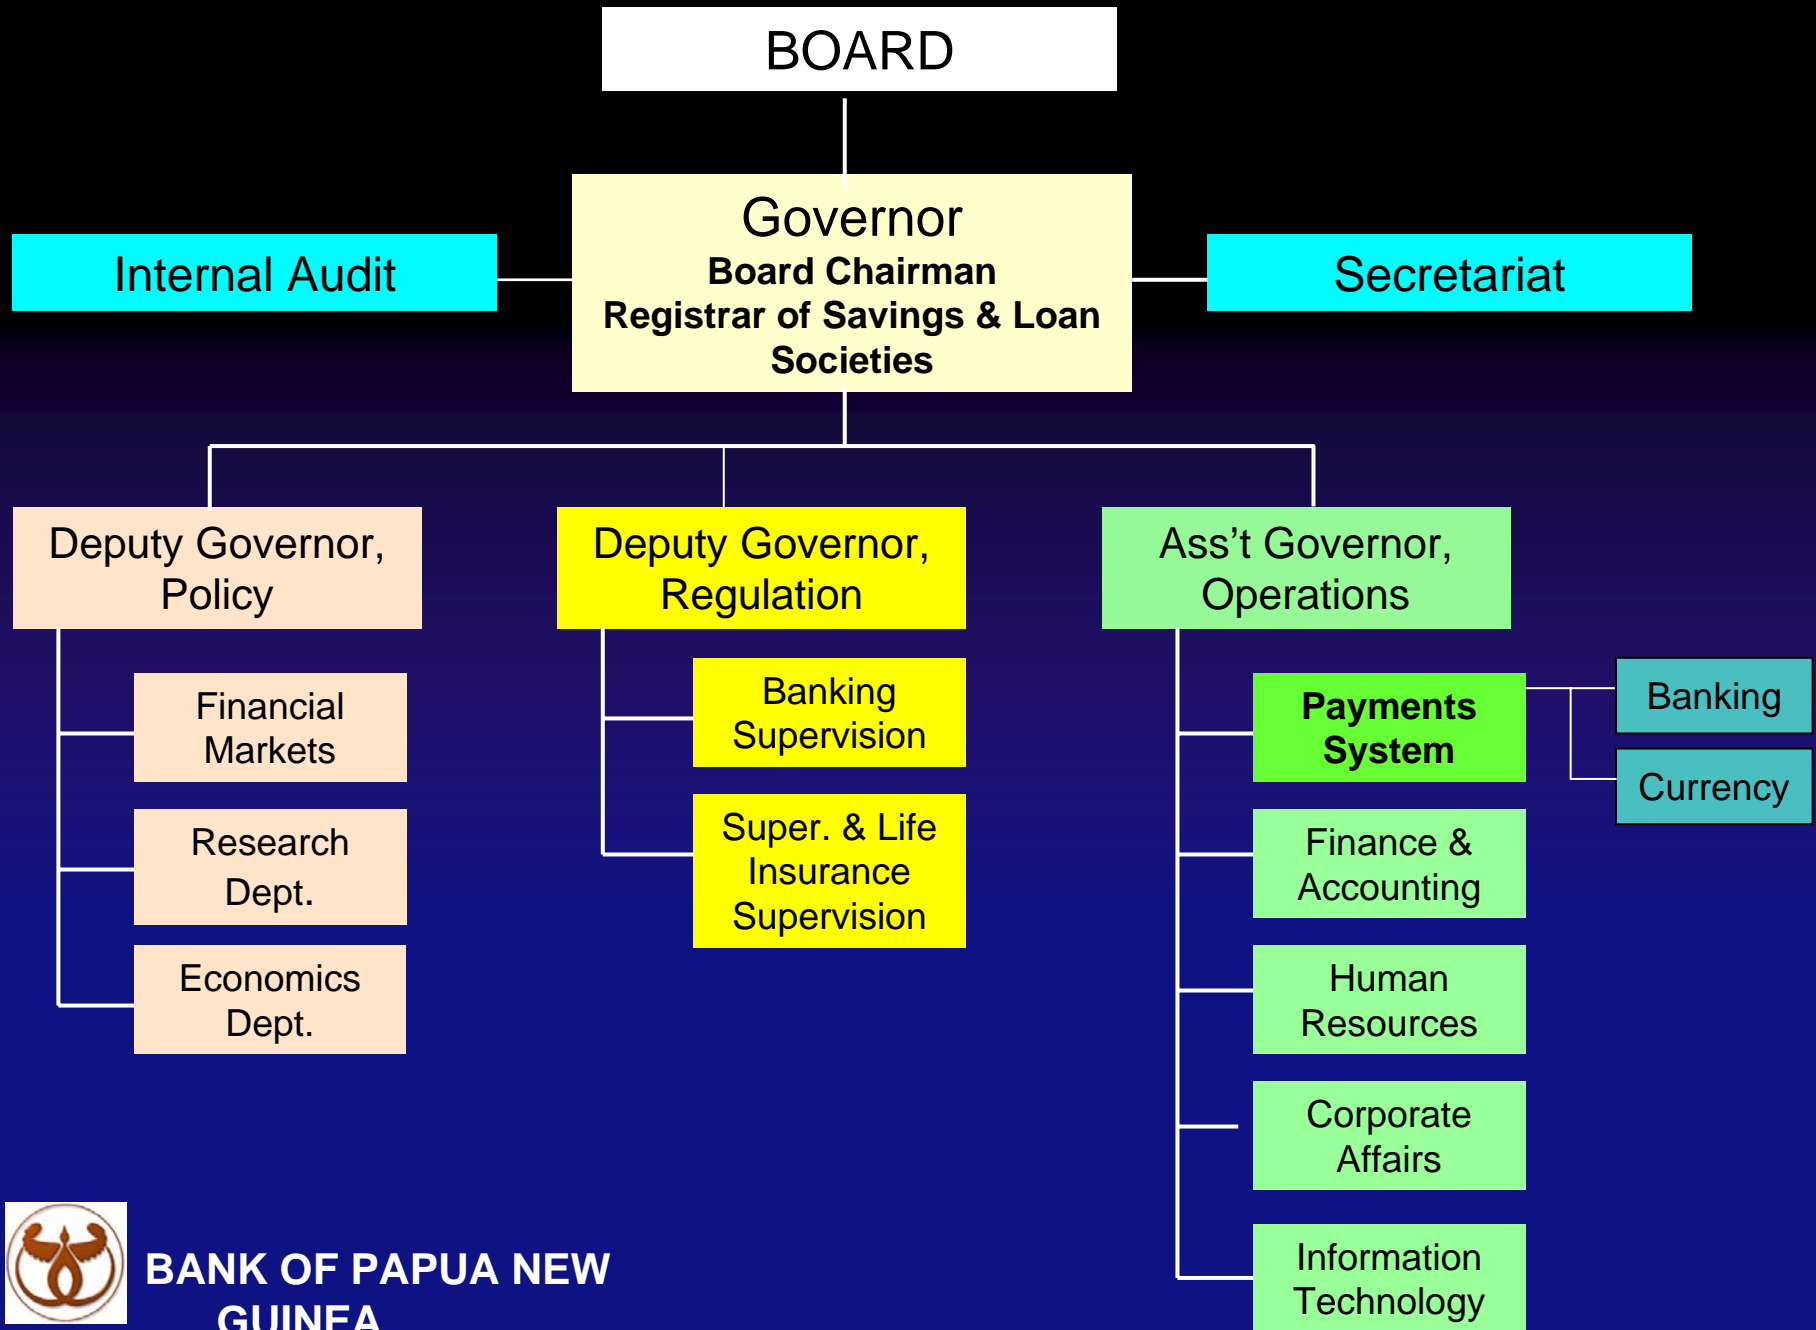 BOARD
Governor
Board Chairman
Registrar of Savings & Loan
Societies
Internal Audit
Secretariat
Deputy Governor,
Policy
Financial
Markets
Research
Dept.
Economics
Dept.
Deputy Governor,
Regulation
Banking
Supervision
Super. & Life
Insurance
Supervision
Ass’t Governor,
Operations
Payments
System
Banking
Currency
Finance &
Accounting
Human
Resources
Corporate
Affairs
Information
Technology
BANK OF PAPUA NEW
GUINEA